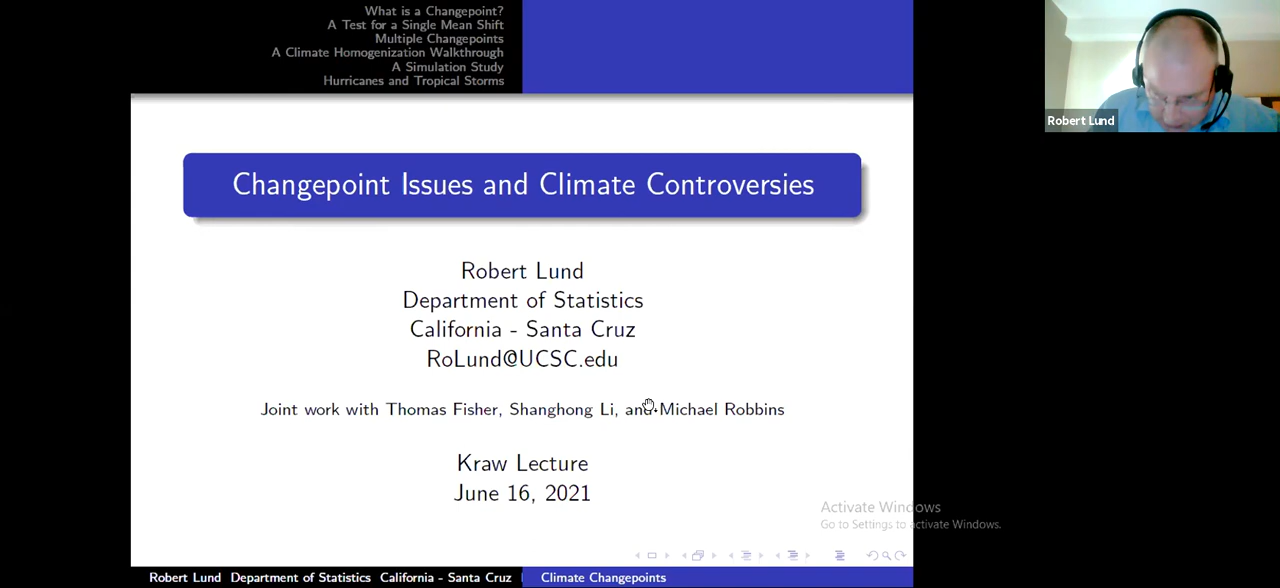 What is a Changepoint?
A Test for a Single Mean Shift
Multiple Changepoints
A Climate Homogenization Walkthrough
A Simulation Study
Hurricanes and Tropical Storms
Robert Lund
Changepoint Issues and Climate Controversies
Robert Lund
Department of Statistics
California - Santa Cruz
RoLund@UCSC.edu
Joint work with Thomas Fisher, Shanghong Li, and Michael Robbins
Kraw Lecture
June 16, 2021
Activate Windows
Go to Settings to activate Windows.
Robert Lund Department of Statistics California - Santa Cruz Climate Changepoints